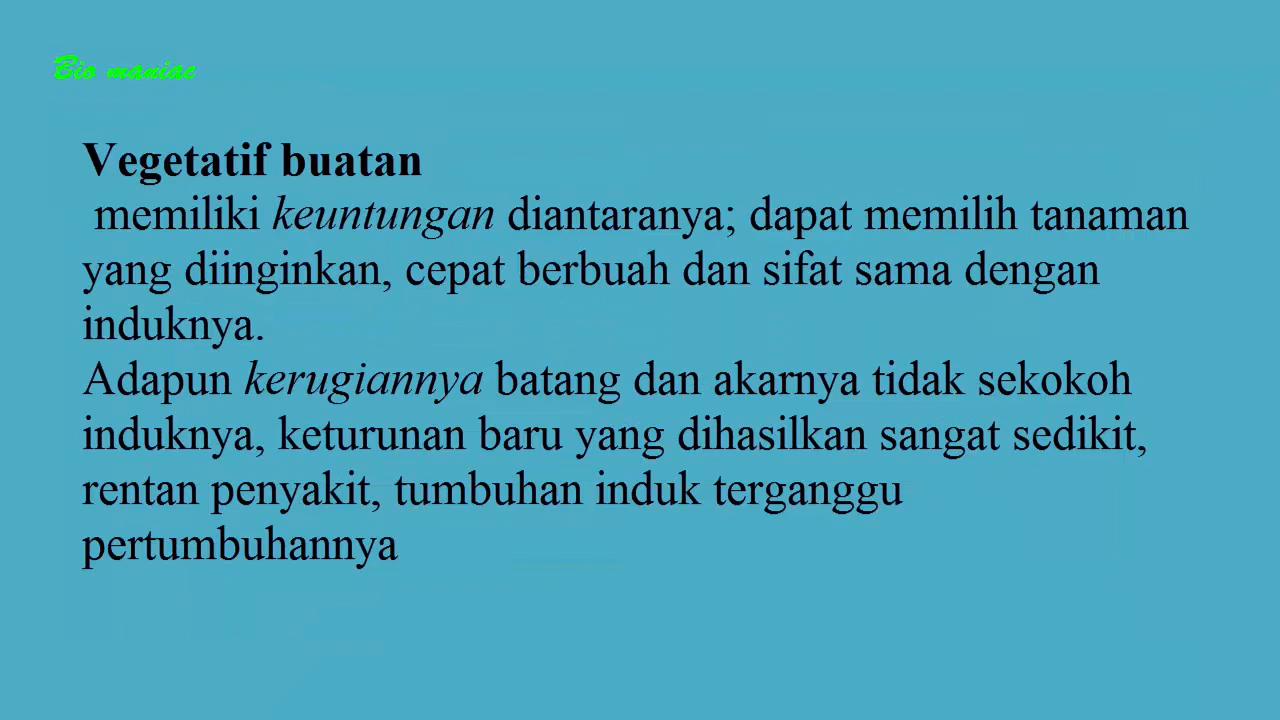 Bio maniac
Vegetatif buatan
memiliki keuntungan diantaranya; dapat memilih tanaman
yang diinginkan, cepat berbuah dan sifat sama dengan
induknya.
Adapun kerugiannya batang dan akarnya tidak sekokoh
induknya, keturunan baru yang dihasilkan sangat sedikit,
rentan penyakit, tumbuhan induk terganggu
pertumbuhannya